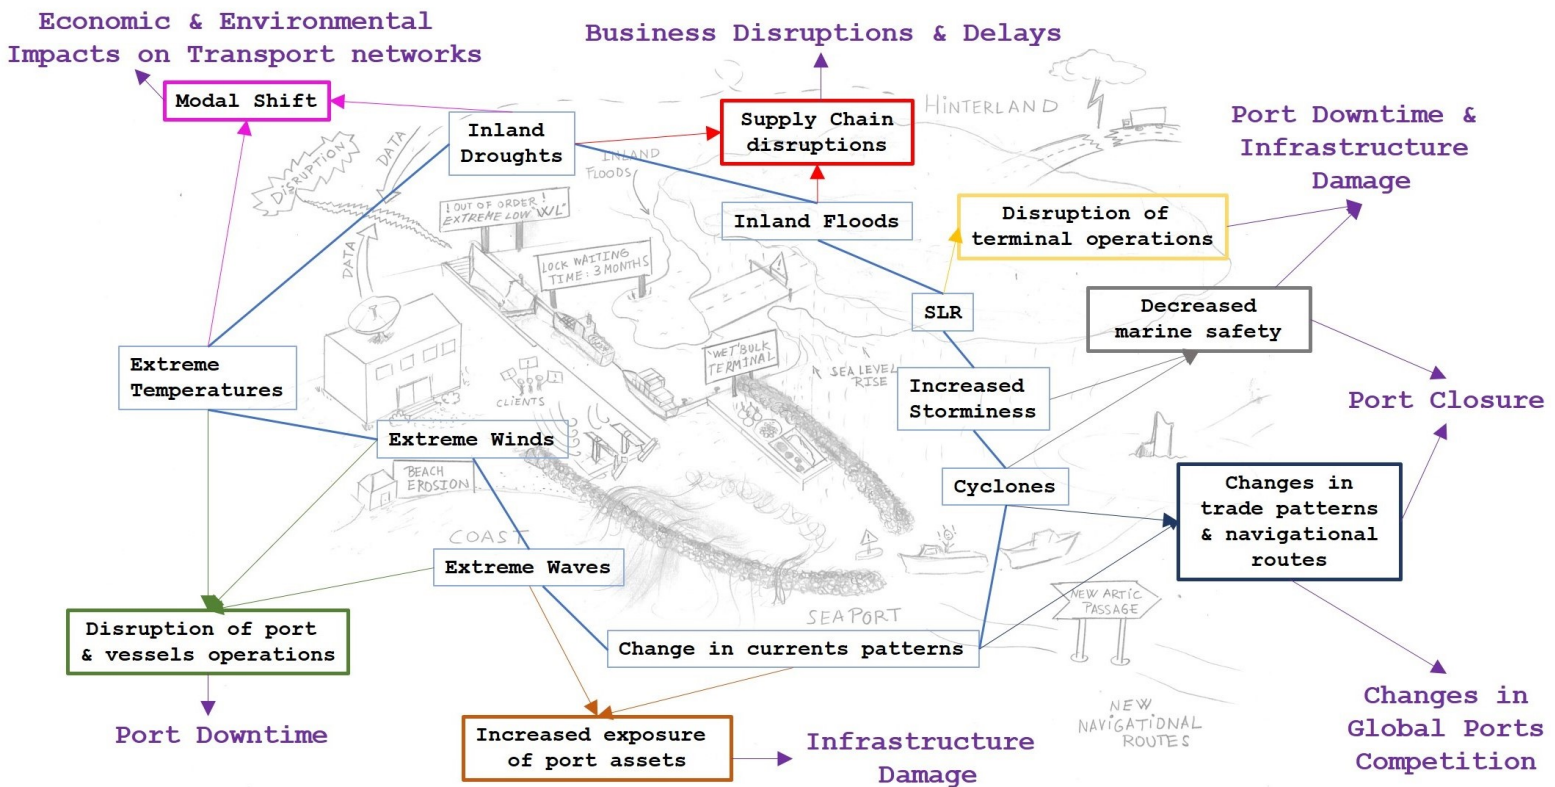 Economic & Environmental
Impacts on Transport networks
Business Disruptions & Delays
Modal Shift
Inland
Droughts
Supply Chain
disruptions
HINTERLAND
Port Downtime &
Infrastructure
Damage
DISRUPTION
DATA
INLAND
FLOODS
! OUT OF ORDER !
EXTREME LOW "W/L"
Inland Floods
Disruption of
terminal operations
DATA
LOCK WAITING
TIME: 3 MONTHS
SLR
Decreased
marine safety
Extreme
Temperatures
"WET" BULK
TERMINAL
SEA LEVEL
RISE
Increased
Storminess
CLIENTS
Port Closure
Extreme Winds
BEACH
EROSION
Cyclones
Changes in
trade patterns
& navigational
routes
COAST
Extreme Waves
NEW ARTIC
PASSAGE
SEAPORT
Disruption of port
& vessels operations
Change in currents patterns
Port Downtime
Increased exposure
of port assets
Infrastructure
Damage
NEW
NAVIGATIONAL
ROUTES
Changes in
Global Ports
Competition